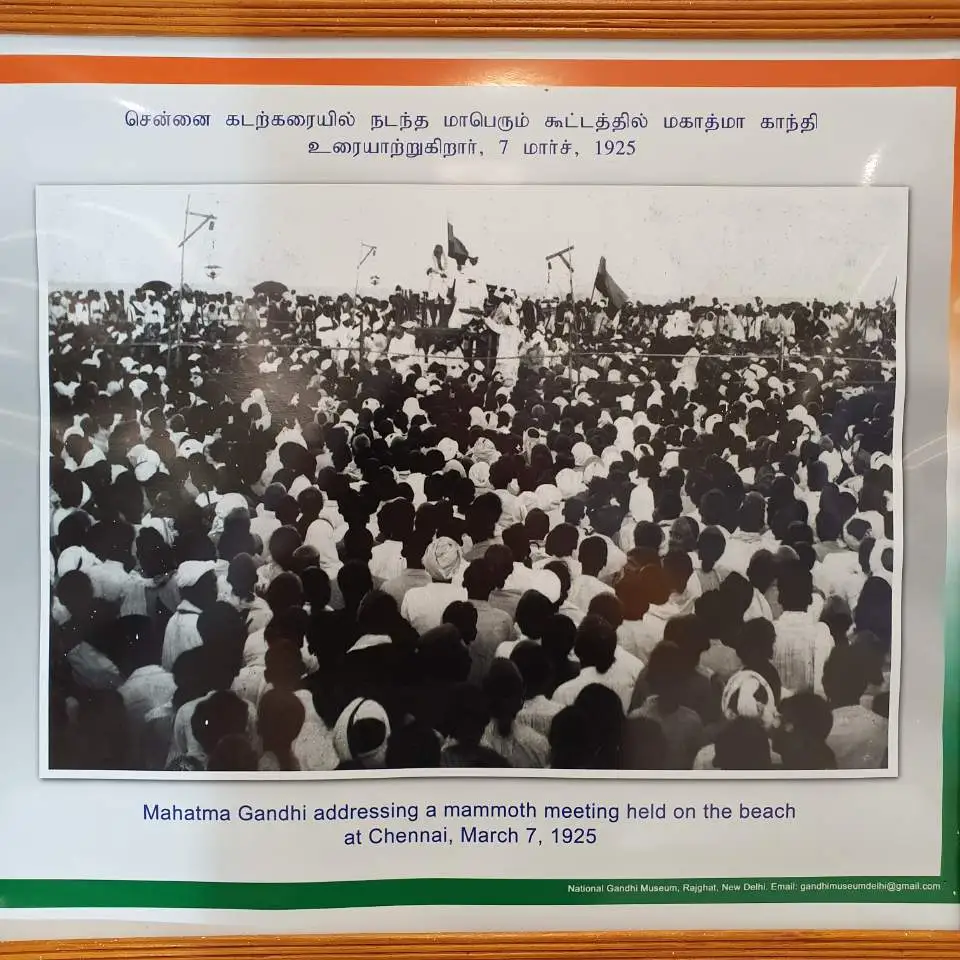 சென்னை கடற்கரையில் நடந்த மாபெரும் கூட்டத்தில் மகாத்மா காந்தி
உரையாற்றுகிறார், 7 மார்ச், 1925
Mahatma Gandhi addressing a mammoth meeting held on the beach
at Chennai, March 7, 1925
National Gandhi Museum, Rajghat, New Delhi. Email: gandhimuseumdelhi@gmail.com